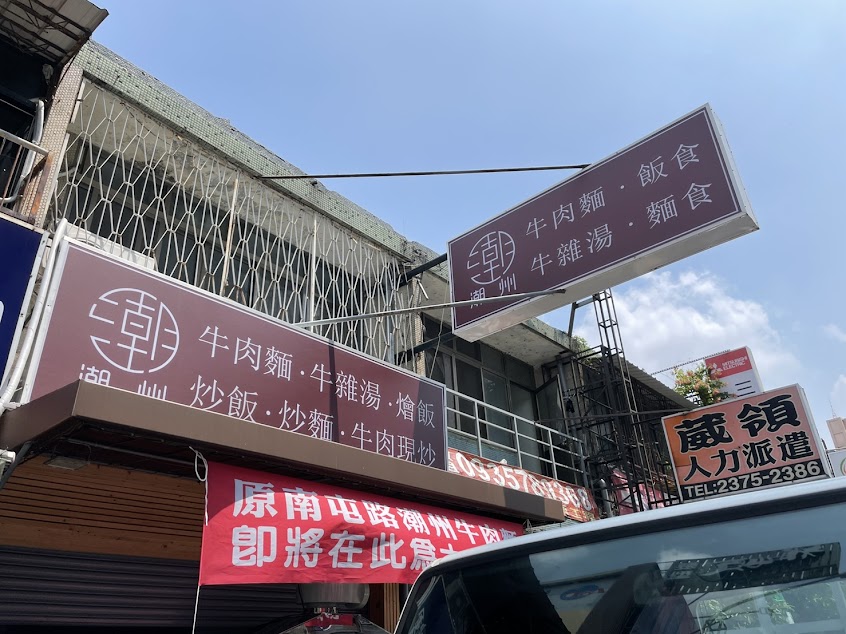 潮
潮州
牛肉麵·飯食
牛雜湯·麵食
潮
潮州
牛肉麵·牛雜湯·燴飯
炒飯·炒麵·牛肉現炒
原南屯路潮州牛肉
即將在此為
MITSUBISHI
ELECTRIC
葳領
人力派遣
TEL:2375-2386